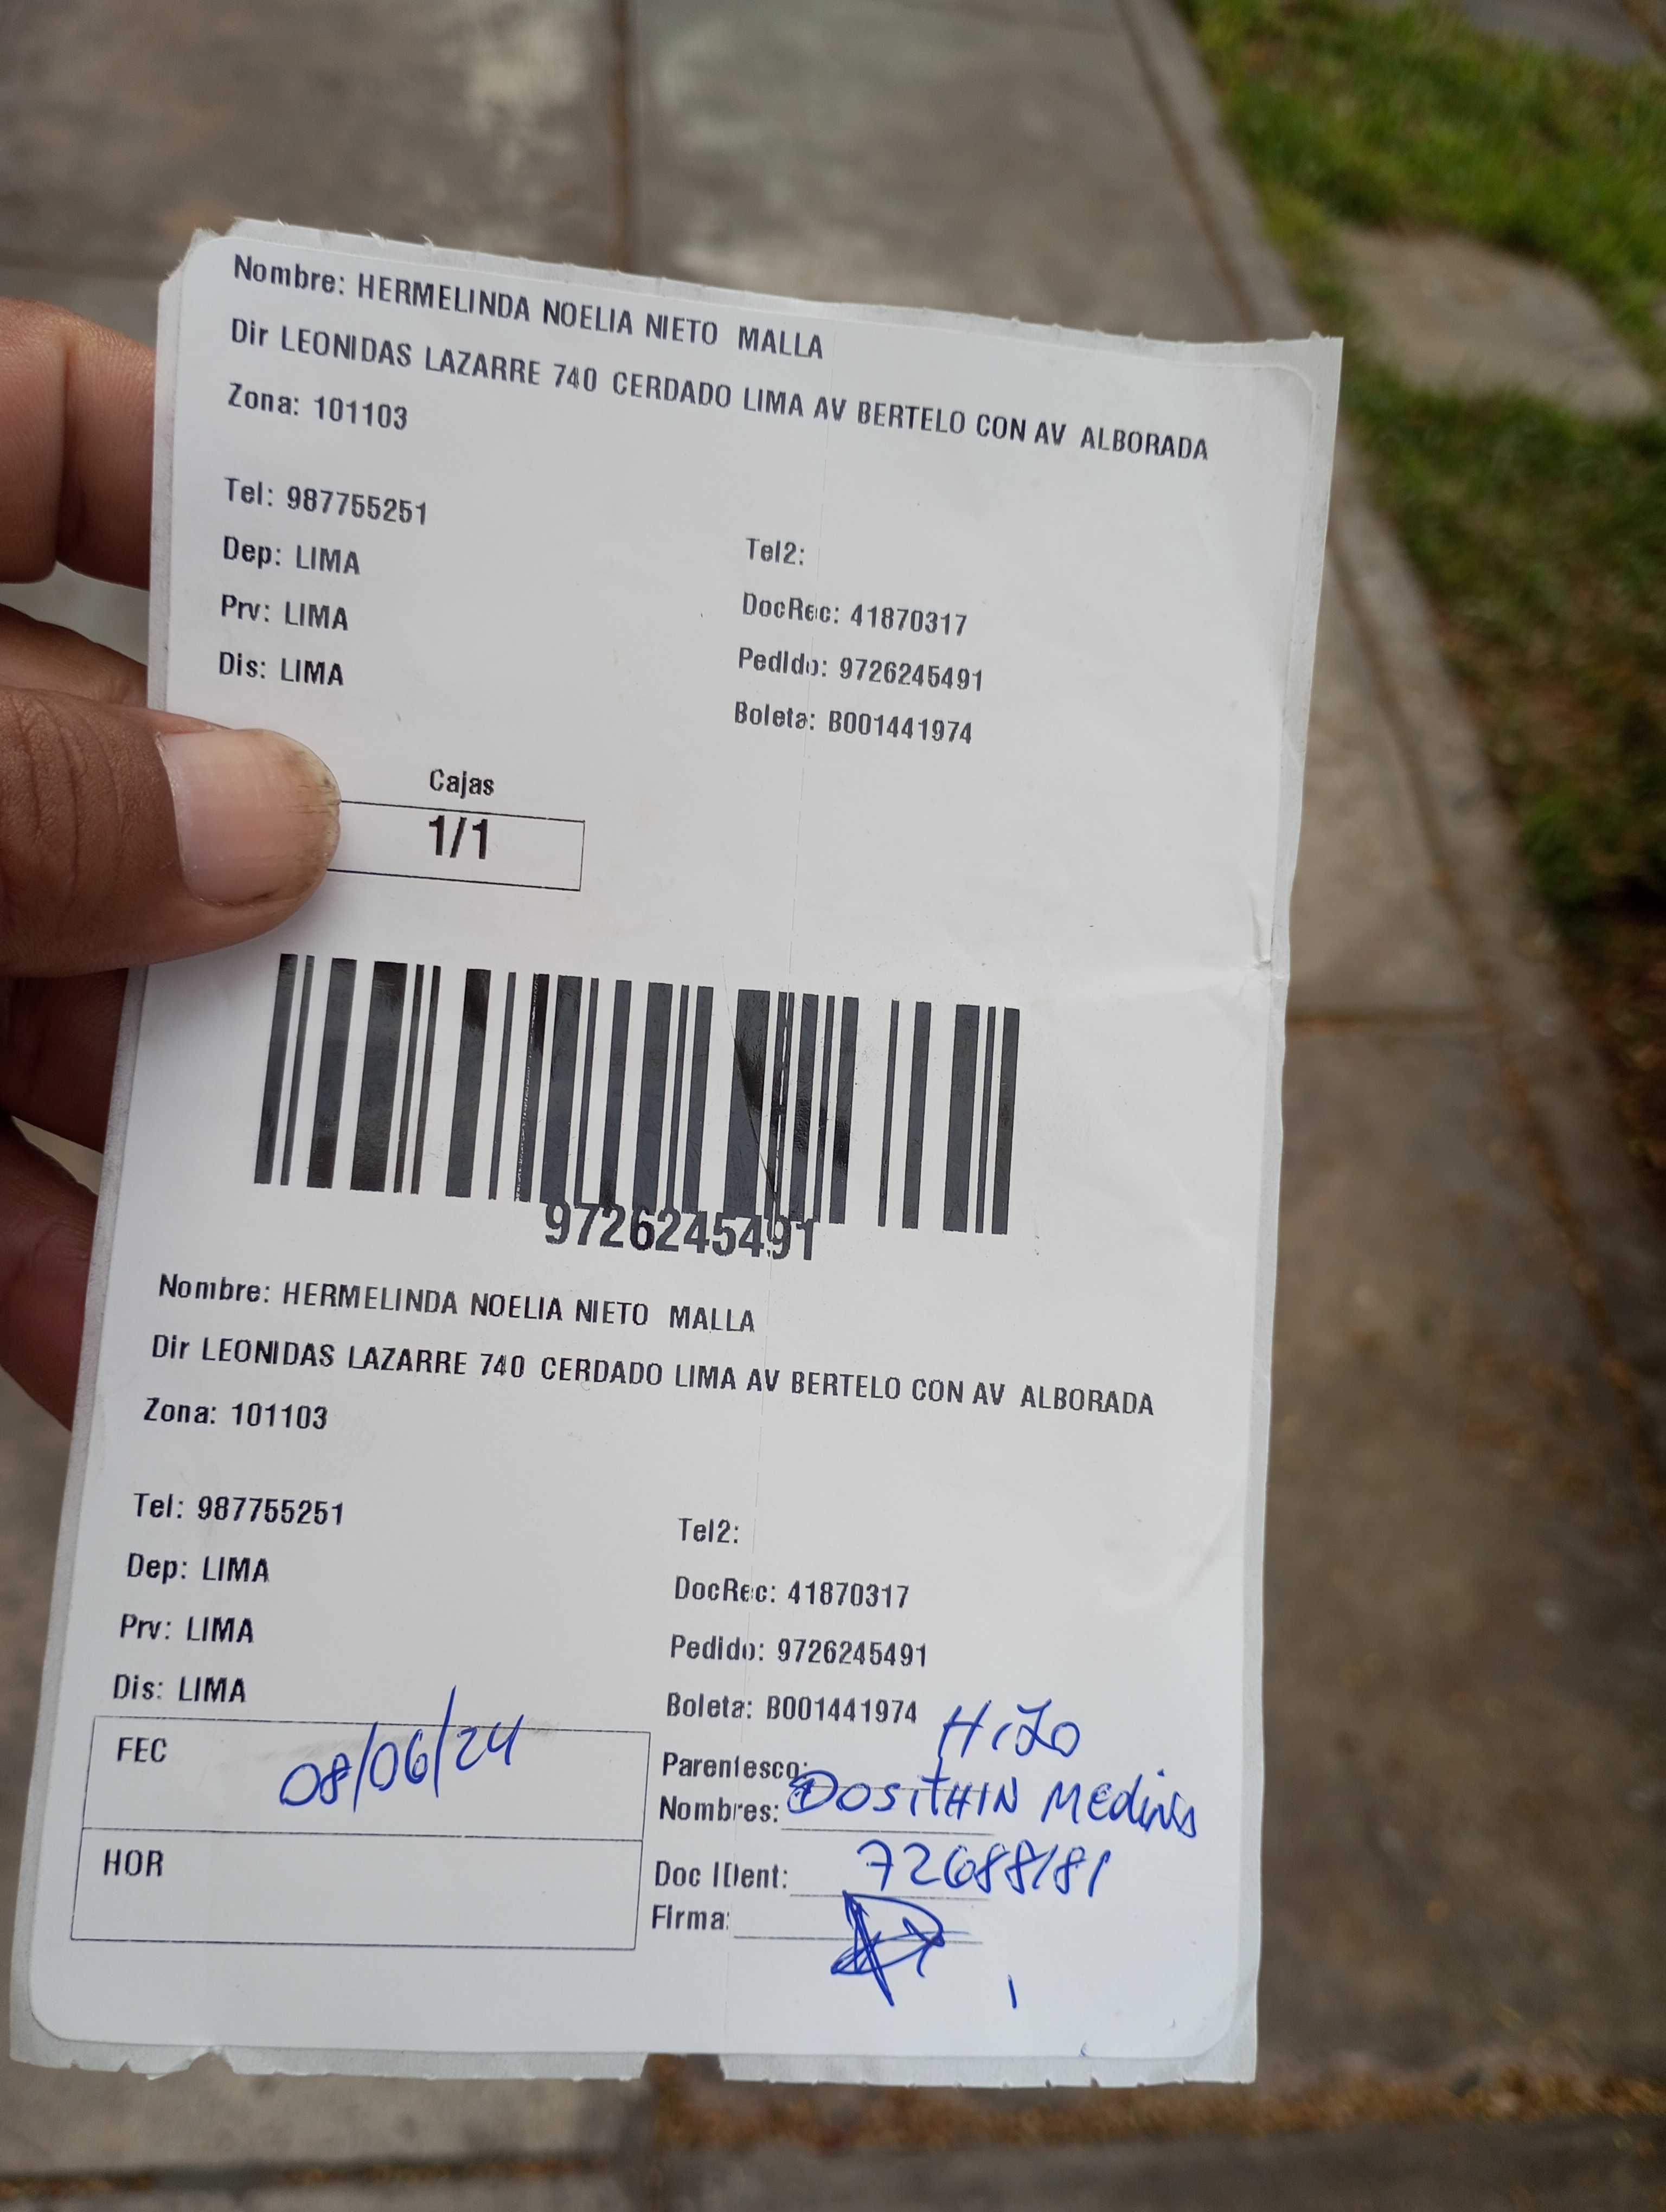 Nombre: HERMELINDA NOELIA NIETO MALLA
Dir LEONIDAS LAZARRE 740 CERDADO LIMA AV BERTELO CON AV ALBORADA
Zona: 101103
Tel: 987755251
Tel2:
Dep: LIMA
DocRec: 41870317
Prv: LIMA
PedIdo: 9726245491
Dis: LIMA
Boleta: B001441974
Cajas
1/1
9726245491
Nombre: HERMELINDA NOELIA NIETO MALLA
Dir LEONIDAS LAZARRE 740 CERDADO LIMA AV BERTELO CON AV ALBORADA
Zona: 101103
Tel: 987755251
Tel2:
Dep: LIMA
DocRec: 41870317
Prv: LIMA
Pedido: 9726245491
Dis: LIMA
Boleta: B001441974
FEC 08/06/24
Parentesco: HiJo
Nombres: DOSITHIN Medina
HOR
Doc IDent: 72688181
Firma: